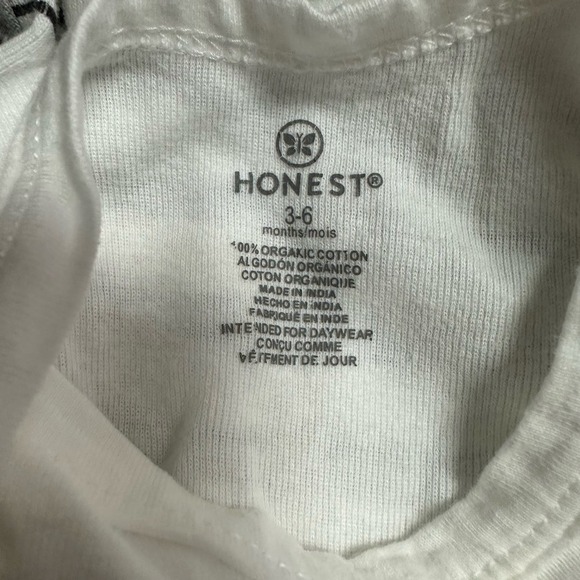 HONEST®
3-6
months/mois
100% ORGANIC COTTON
ALGODÓN ORGÁNICO
COTON ORGANIQUE
MADE IN INDIA
HECHO EN INDIA
FABRIQUÉ EN INDE
INTENDED FOR DAYWEAR
CONÇU COMME
VÊTEMENT DE JOUR